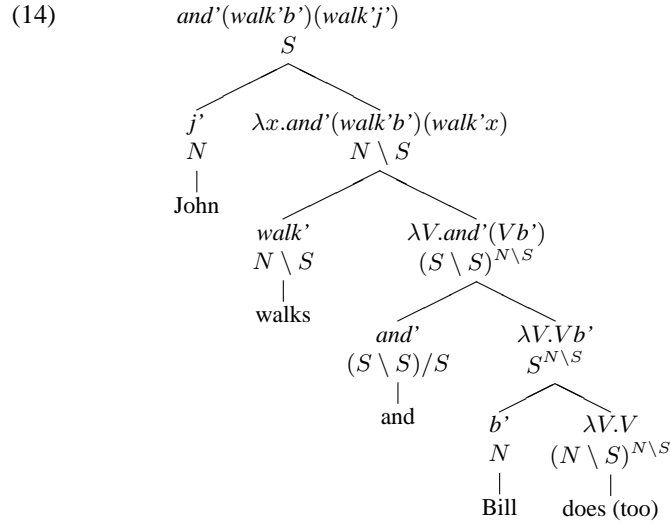 (14) and’(walk’b’)(walk’j’)
S
j’ λx.and’(walk’b’)(walk’x)
N N \ S
John
walk’ λV.and’(Vb’)
N \ S (S \ S)^{N\S}
walks
and’ λV.Vb’
(S \ S)/S S^{N\S}
and
b’ λV.V
N (N \ S)^{N\S}
Bill does (too)